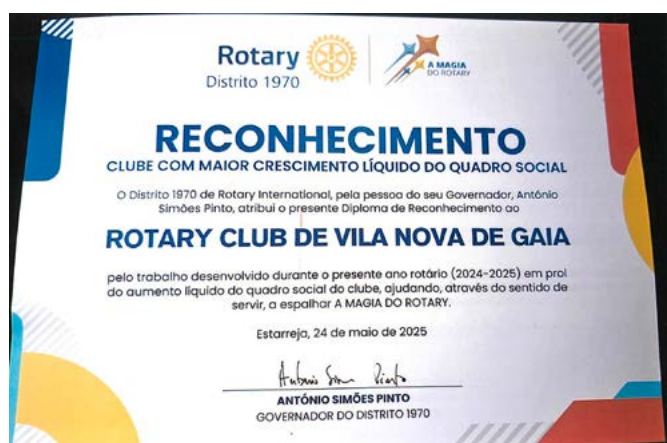 Rotary
Distrito 1970
A MAGIA
DO ROTARY
RECONHECIMENTO
CLUBE COM MAIOR CRESCIMENTO LÍQUIDO DO QUADRO SOCIAL
O Distrito 1970 de Rotary International, pela pessoa do seu Governador, António
Simões Pinto, atribui o presente Diploma de Reconhecimento ao
ROTARY CLUB DE VILA NOVA DE GAIA
pelo trabalho desenvolvido durante o presente ano rotário (2024-2025) em prol
do aumento líquido do quadro social do clube, ajudando, através do sentido de
servir, a espalhar A MAGIA DO ROTARY.
Estarreja, 24 de maio de 2025
António Simões Pinto
ANTÓNIO SIMÕES PINTO
GOVERNADOR DO DISTRITO 1970